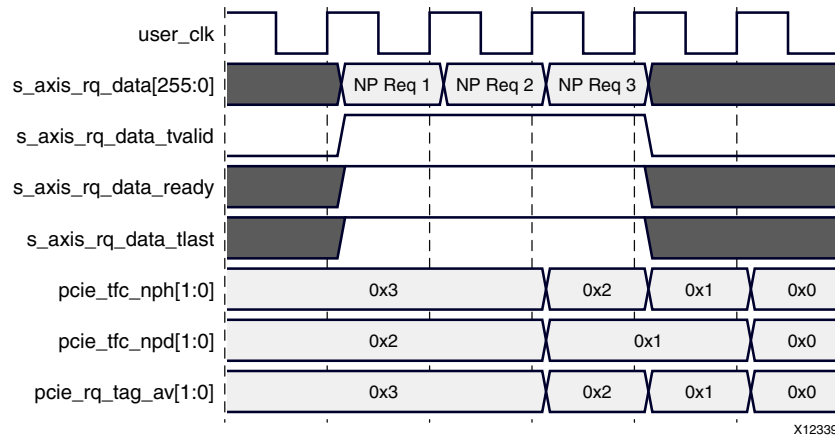 user_clk
s_axis_rq_data[255:0] NP Req 1 NP Req 2 NP Req 3
s_axis_rq_data_tvalid
s_axis_rq_data_ready
s_axis_rq_data_tlast
pcie_tfc_nph[1:0] 0x3 0x2 0x1 0x0
pcie_tfc_npd[1:0] 0x2 0x1 0x0
pcie_rq_tag_av[1:0] 0x3 0x2 0x1 0x0
X12339